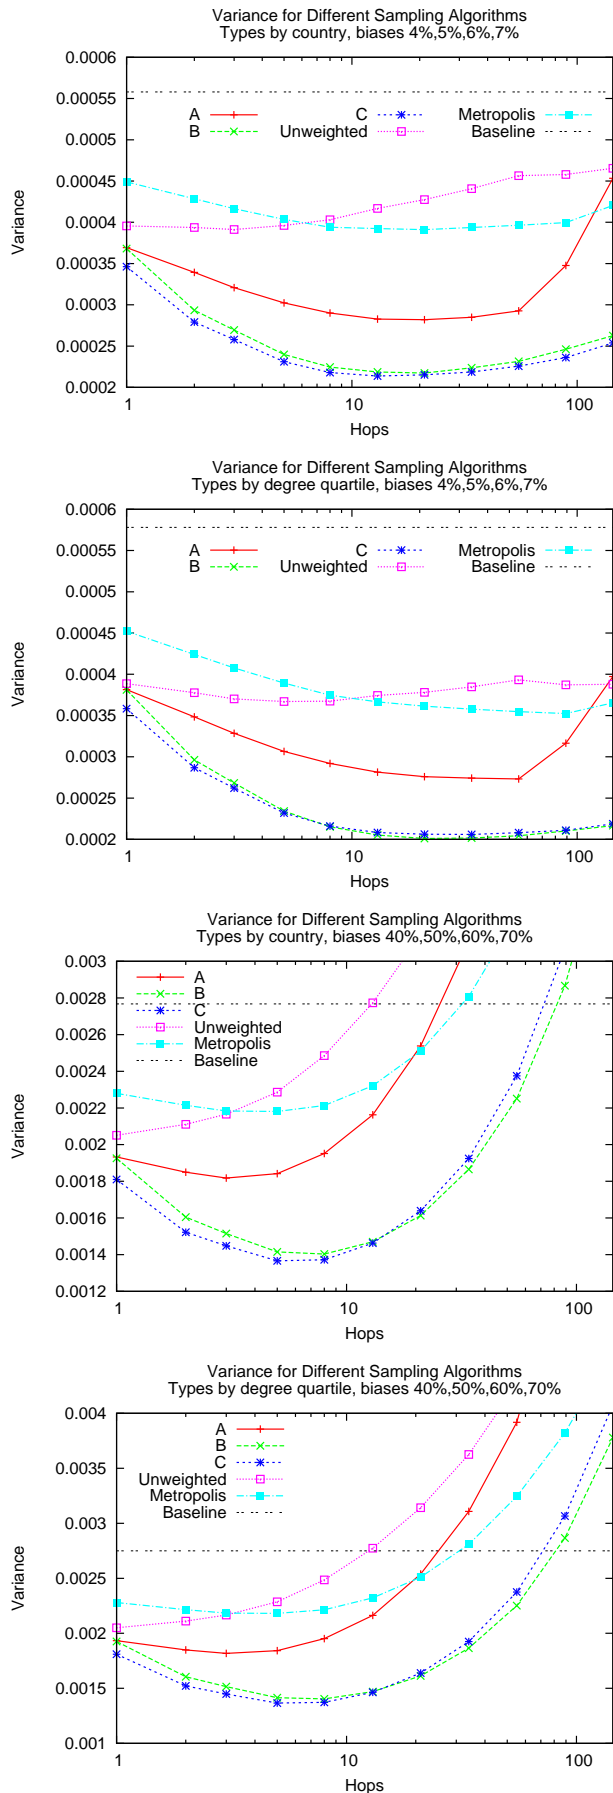 Variance for Different Sampling Algorithms
Types by country, biases 4%,5%,6%,7%
0.0006
0.00055
0.0005
0.00045
0.0004
0.00035
0.0003
0.00025
0.0002
Variance
A
B
C
Unweighted
Metropolis
Baseline
1 10 100
Hops
Variance for Different Sampling Algorithms
Types by degree quartile, biases 4%,5%,6%,7%
0.0006
0.00055
0.0005
0.00045
0.0004
0.00035
0.0003
0.00025
0.0002
Variance
A
B
C
Unweighted
Metropolis
Baseline
1 10 100
Hops
Variance for Different Sampling Algorithms
Types by country, biases 40%,50%,60%,70%
0.003
0.0028
0.0026
0.0024
0.0022
0.002
0.0018
0.0016
0.0014
0.0012
Variance
A
B
C
Unweighted
Metropolis
Baseline
1 10 100
Hops
Variance for Different Sampling Algorithms
Types by degree quartile, biases 40%,50%,60%,70%
0.004
0.0035
0.003
0.0025
0.002
0.0015
0.001
Variance
A
B
C
Unweighted
Metropolis
Baseline
1 10 100
Hops